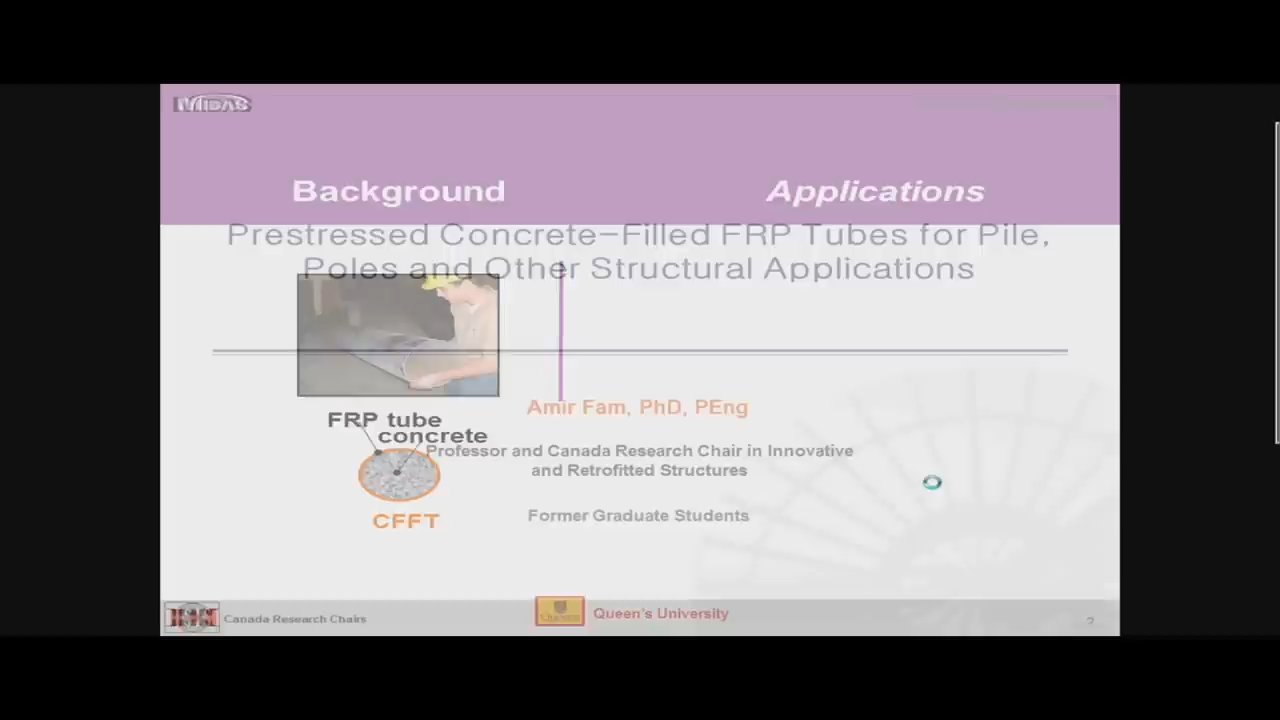 MIDAS
Background
Applications
Prestressed Concrete-Filled FRP Tubes for Pile,
Poles and Other Structural Applications
FRP tube
concrete
CFFT
Amir Fam, PhD, PEng
Professor and Canada Research Chair in Innovative
and Retrofitted Structures
Former Graduate Students
Canada Research Chairs
Queen's University
2